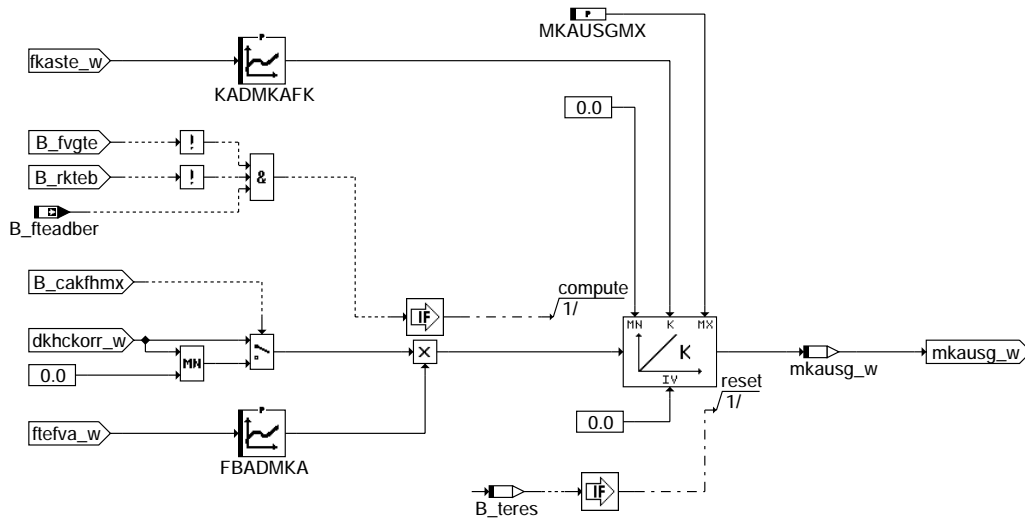 P
MKAUSGMX
fkaste_w
P
KADMKAFK
0.0
B_fvgte
!
B_rkteb
!
&
B_fteadber
B_cakfhmx
compute
1/
IF
MN
K
MX
dkhckorr_w
MN
0.0
X
K
IV
mkausg_w
mkausg_w
reset
1/
0.0
ftefva_w
P
FBADMKA
B_teres
IF